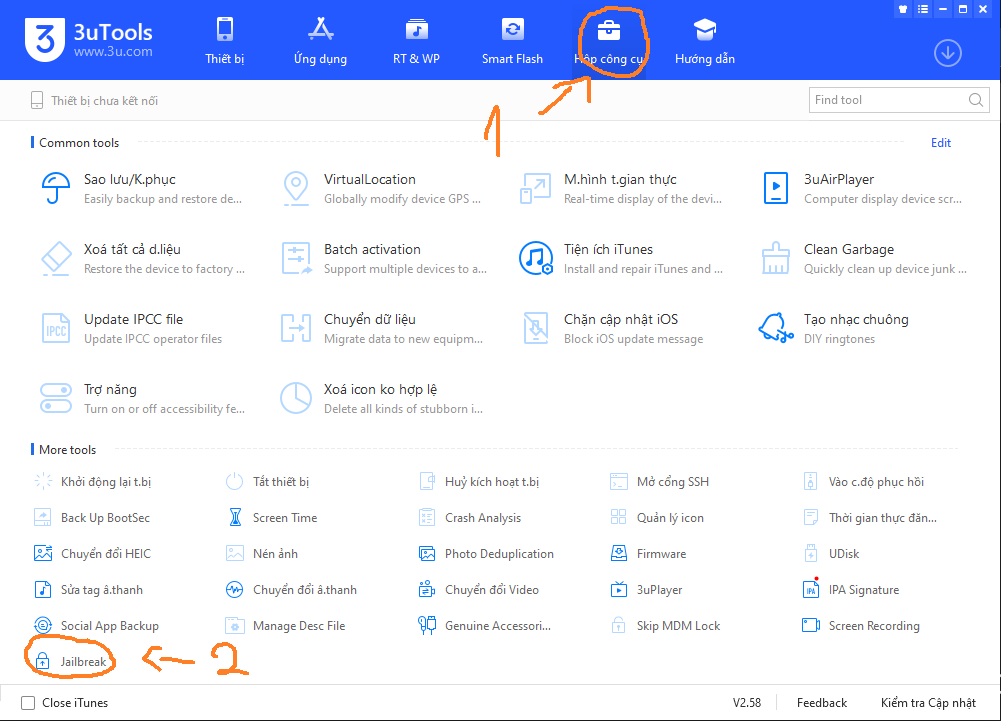 3 3uTools
www.3u.com
Thiết bị
Ứng dụng
RT & WP
Smart Flash
Hộp công cụ
Hướng dẫn
Thiết bị chưa kết nối
Find tool
1
Common tools
Edit
Sao lưu/K.phục
Easily backup and restore de...
VirtualLocation
Globally modify device GPS ...
M.hình t.gian thực
Real-time display of the devi...
3uAirPlayer
Computer display device scr...
Xoá tất cả d.liệu
Restore the device to factory ...
Batch activation
Support multiple devices to a...
Tiện ích iTunes
Install and repair iTunes and ...
Clean Garbage
Quickly clean up device junk ...
IPCC
Update IPCC file
Update IPCC operator files
Chuyển dữ liệu
Migrate data to new equipm...
Chặn cập nhật iOS
Block iOS update message
Tạo nhạc chuông
DIY ringtones
Trợ năng
Turn on or off accessibility fe...
Xoá icon ko hợp lệ
Delete all kinds of stubborn i...
More tools
Khởi động lại t.bị
Tắt thiết bị
Huỷ kích hoạt t.bị
Mở cổng SSH
Vào c.độ phục hồi
Back Up BootSec
Screen Time
Crash Analysis
Quản lý icon
Thời gian thực đăn...
Chuyển đổi HEIC
Nén ảnh
Photo Deduplication
Firmware
UDisk
Sửa tag â.thanh
Chuyển đổi â.thanh
Chuyển đổi Video
3uPlayer
IPA
IPA Signature
Social App Backup
Manage Desc File
Genuine Accessori...
Skip MDM Lock
Screen Recording
Jailbreak
2
Close iTunes
V2.58
Feedback
Kiểm tra Cập nhật